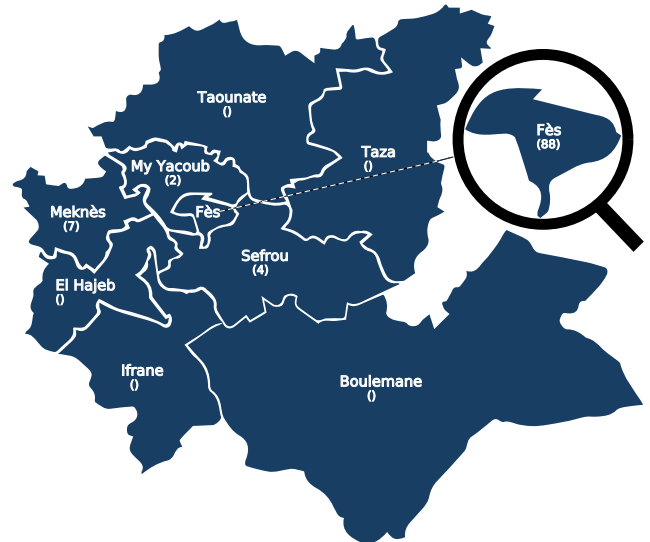 Taounate
()
Fès
(88)
Taza
()
My Yacoub
(2)
Meknès
(7)
Fès
Sefrou
(4)
El Hajeb
()
Ifrane
()
Boulemane
()